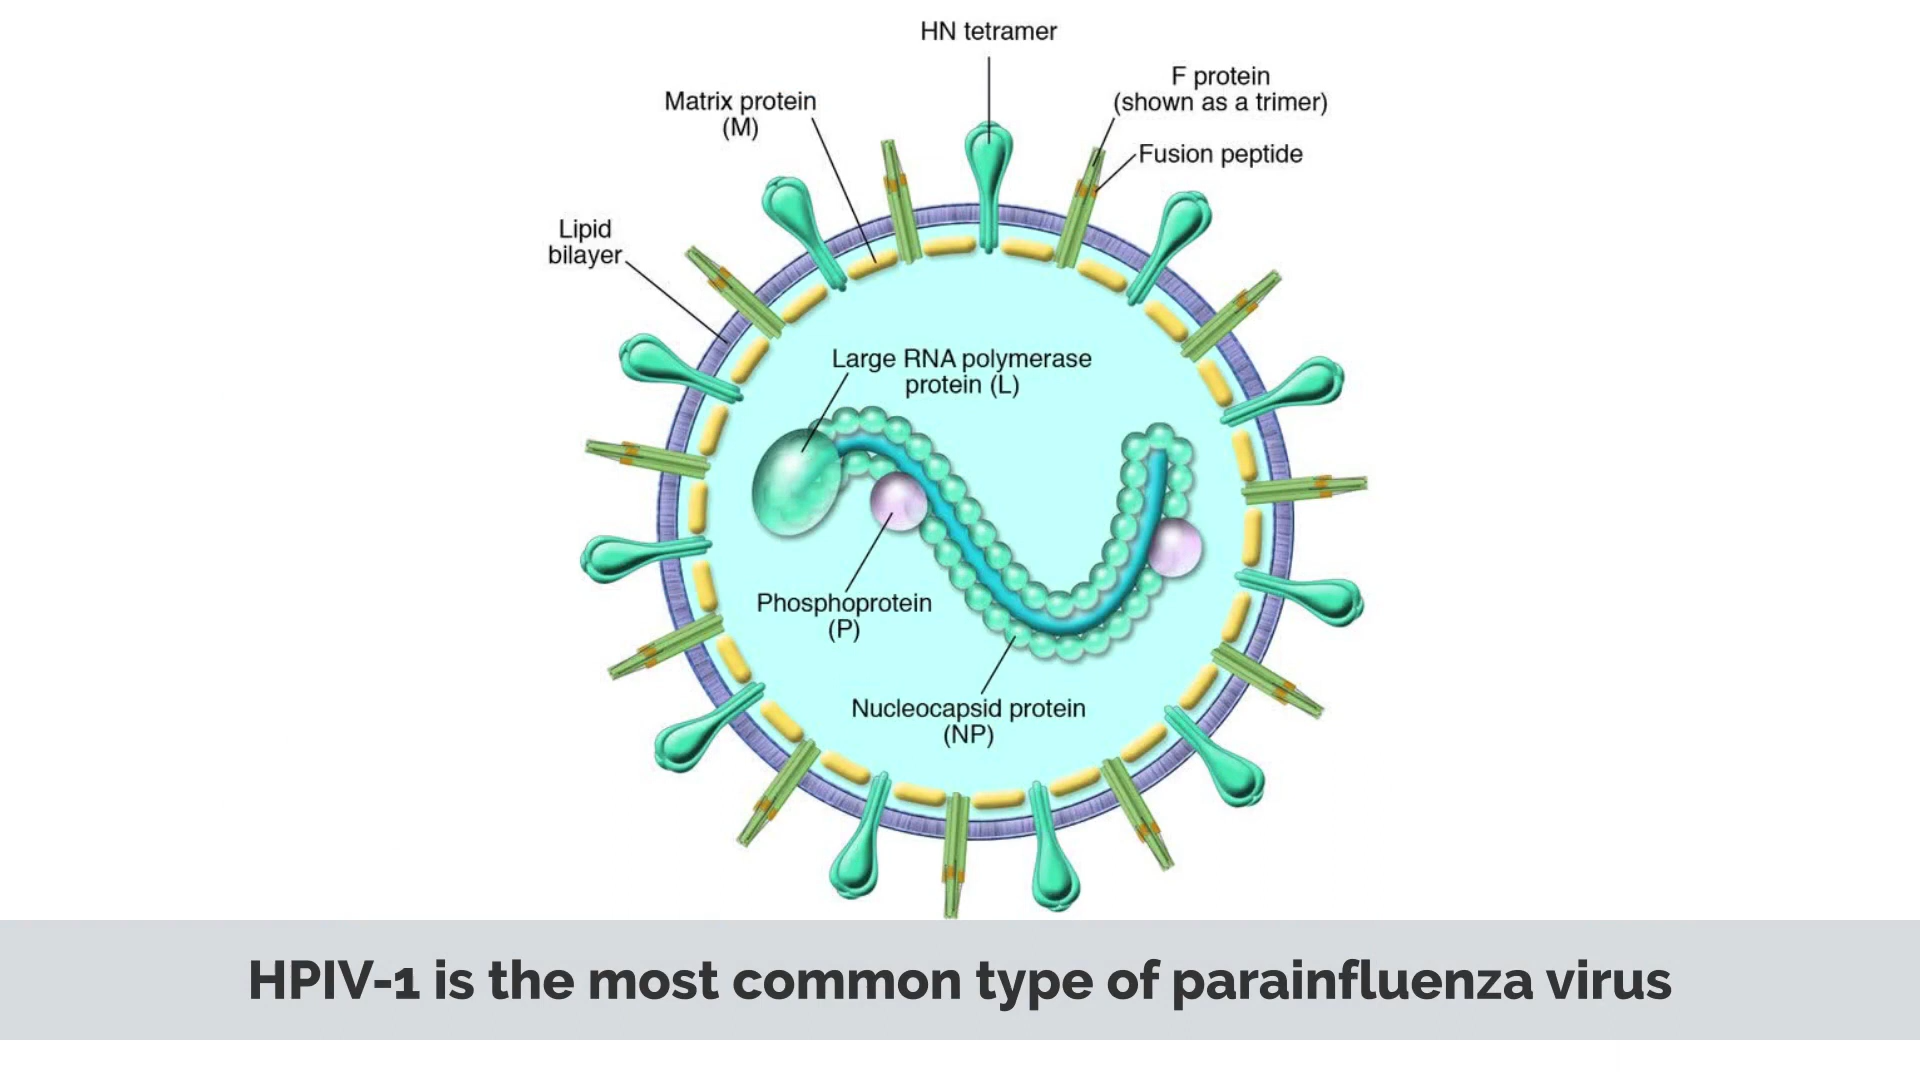 HN tetramer
F protein
(shown as a trimer)
Matrix protein
(M)
Fusion peptide
Lipid
bilayer
Large RNA polymerase
protein (L)
Phosphoprotein
(P)
Nucleocapsid protein
(NP)
HPIV-1 is the most common type of parainfluenza virus